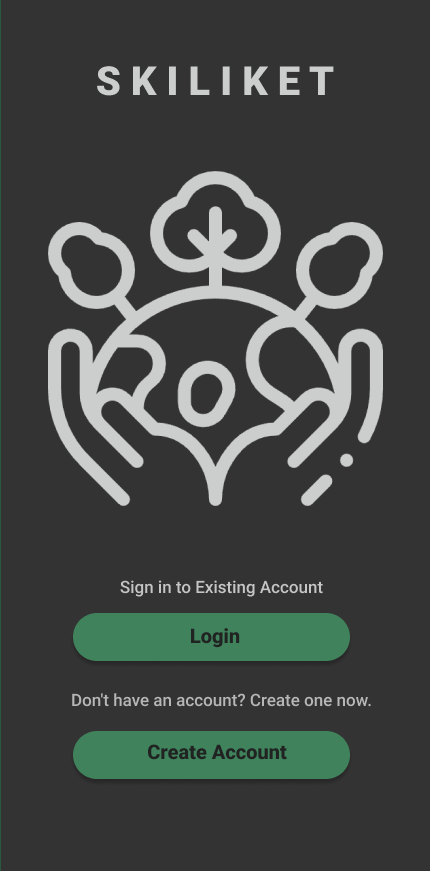 SKILIKET
Sign in to Existing Account
Login
Don't have an account? Create one now.
Create Account